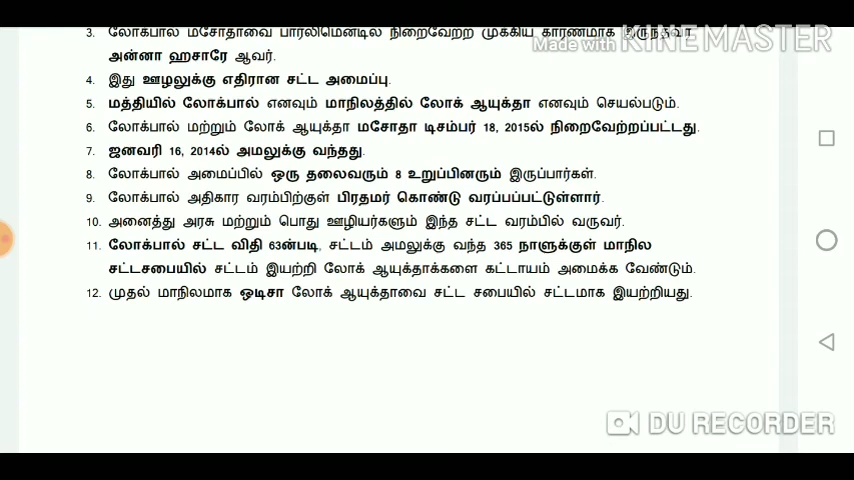 3. லோக்பால் மசோதாவை பாரலிமெனடில் நிறைவேற்ற முக்கிய காரணமாக இருந்தவர்
Made with KINEMASTER
அன்னா ஹசாரே ஆவர்.
4. இது ஊழலுக்கு எதிரான சட்ட அமைப்பு.
5. மத்தியில் லோக்பால் எனவும் மாநிலத்தில் லோக் ஆயுக்தா எனவும் செயல்படும்.
6. லோக்பால் மற்றும் லோக் ஆயுக்தா மசோதா டிசம்பர் 18, 2015ல் நிறைவேற்றப்பட்டது.
7. ஜனவரி 16, 2014ல் அமலுக்கு வந்தது.
8. லோக்பால் அமைப்பில் ஒரு தலைவரும் 8 உறுப்பினரும் இருப்பார்கள்.
9. லோக்பால் அதிகார வரம்பிற்குள் பிரதமர் கொண்டு வரப்பப்பட்டுள்ளார்.
10. அனைத்து அரசு மற்றும் பொது ஊழியர்களும் இந்த சட்ட வரம்பில் வருவர்.
11. லோக்பால் சட்ட விதி 63ன்படி, சட்டம் அமலுக்கு வந்த 365 நாளுக்குள் மாநில
சட்டசபையில் சட்டம் இயற்றி லோக் ஆயுக்தாக்களை கட்டாயம் அமைக்க வேண்டும்.
12. முதல் மாநிலமாக ஒடிசா லோக் ஆயுக்தாவை சட்ட சபையில் சட்டமாக இயற்றியது.
DU RECORDER